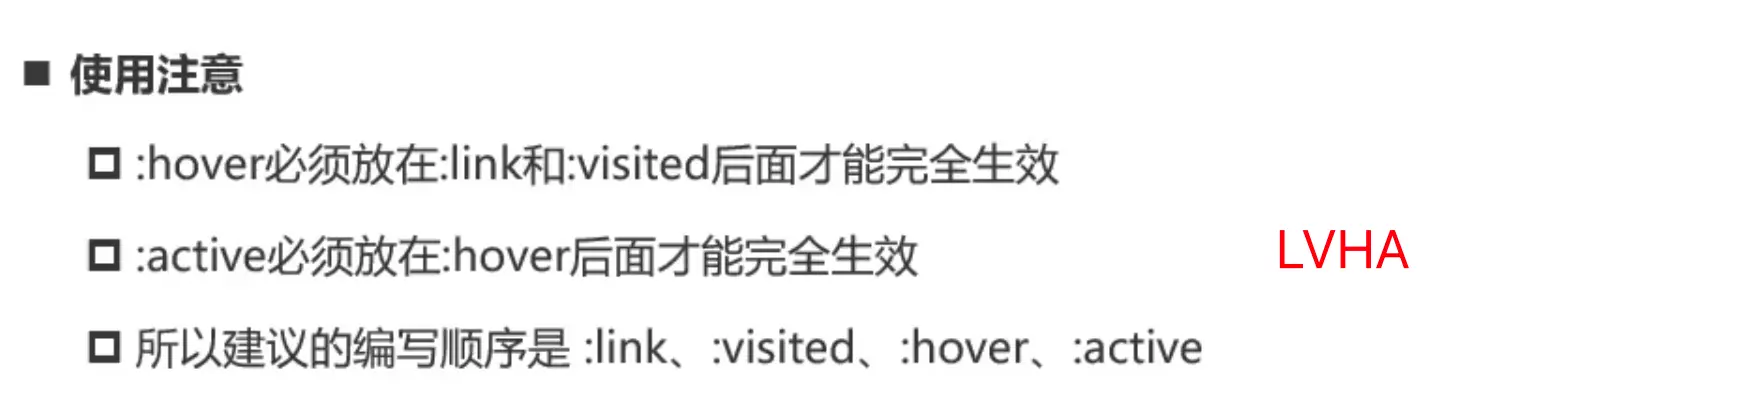 使用注意
:hover必须放在:link和:visited后面才能完全生效
:active必须放在:hover后面才能完全生效
LVHA
所以建议的编写顺序是 :link、:visited、:hover、:active